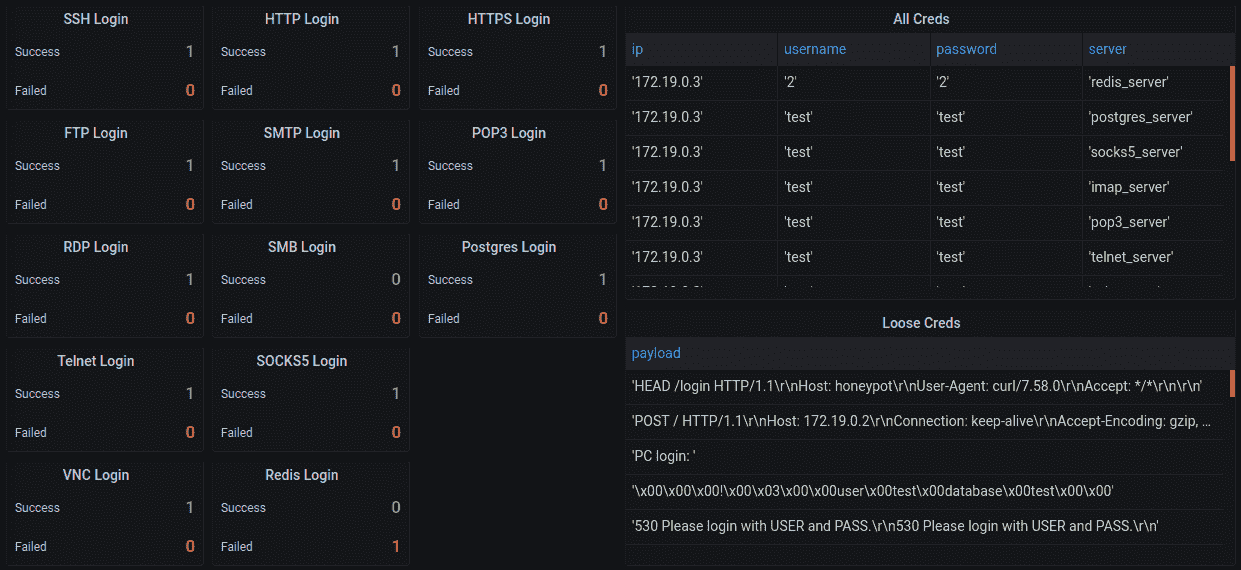 SSH Login
Success 1
Failed 0
HTTP Login
Success 1
Failed 0
HTTPS Login
Success 1
Failed 0
FTP Login
Success 1
Failed 0
SMTP Login
Success 1
Failed 0
POP3 Login
Success 1
Failed 0
RDP Login
Success 1
Failed 0
SMB Login
Success 0
Failed 0
Postgres Login
Success 1
Failed 0
Telnet Login
Success 1
Failed 0
SOCKS5 Login
Success 1
Failed 0
VNC Login
Success 1
Failed 0
Redis Login
Success 0
Failed 1
All Creds
ip username password server
'172.19.0.3' '2' '2' 'redis_server'
'172.19.0.3' 'test' 'test' 'postgres_server'
'172.19.0.3' 'test' 'test' 'socks5_server'
'172.19.0.3' 'test' 'test' 'imap_server'
'172.19.0.3' 'test' 'test' 'pop3_server'
'172.19.0.3' 'test' 'test' 'telnet_server'
Loose Creds
payload
'HEAD /login HTTP/1.1\r\nHost: honeypot\r\nUser-Agent: curl/7.58.0\r\nAccept: */*\r\n\r\n'
'POST / HTTP/1.1\r\nHost: 172.19.0.2\r\nConnection: keep-alive\r\nAccept-Encoding: gzip, ...
'PC login: '
'\x00\x00\x00!\x00\x03\x00\x00user\x00test\x00database\x00test\x00\x00'
'530 Please login with USER and PASS.\r\n530 Please login with USER and PASS.\r\n'